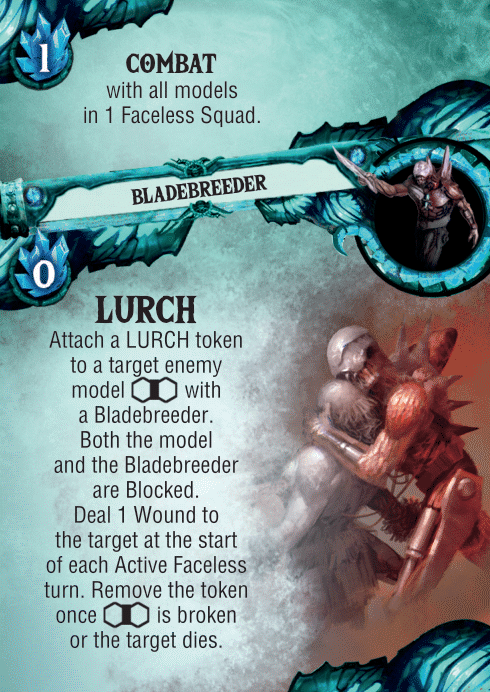 1
COMBAT
with all models
in 1 Faceless Squad.
BLADEBREEDER
0
LURCH
Attach a LURCH token
to a target enemy
model with
a Bladebreeder.
Both the model
and the Bladebreeder
are Blocked.
Deal 1 Wound to
the target at the start
of each Active Faceless
turn. Remove the token
once is broken
or the target dies.